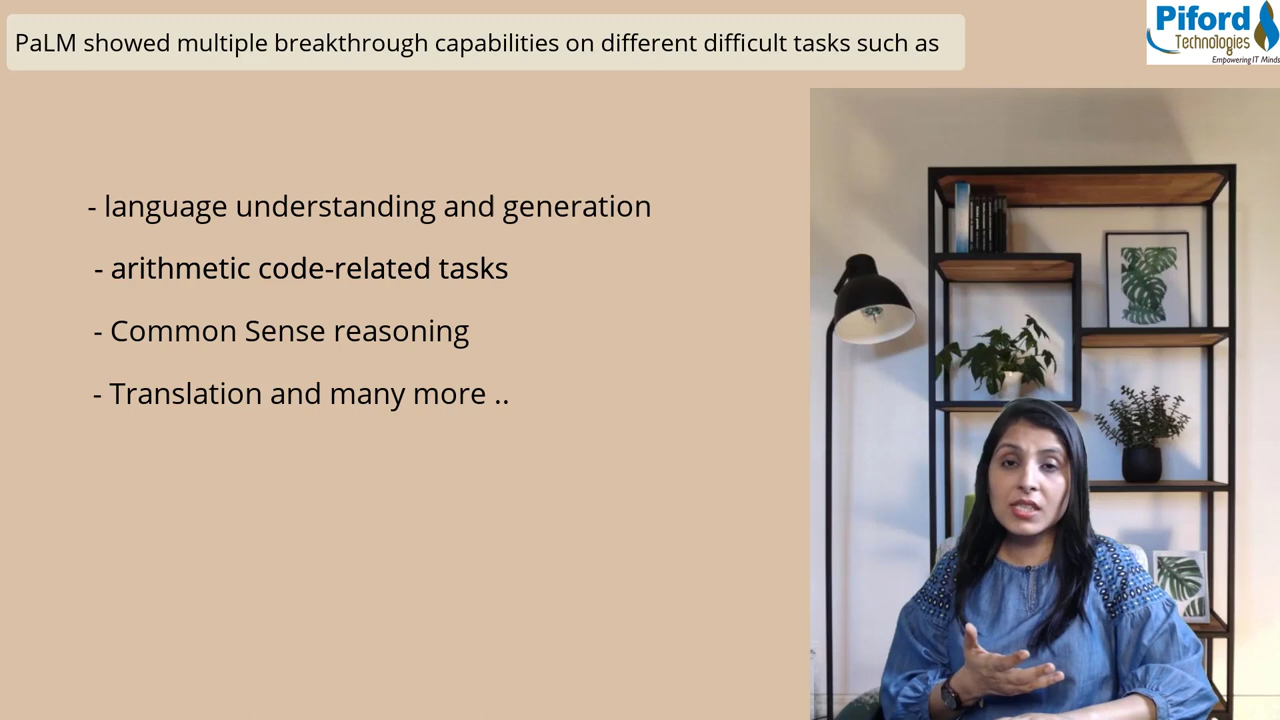 PaLM showed multiple breakthrough capabilities on different difficult tasks such as
Piford
Technologies
Empowering IT Minds
- language understanding and generation
- arithmetic code-related tasks
- Common Sense reasoning
- Translation and many more ..